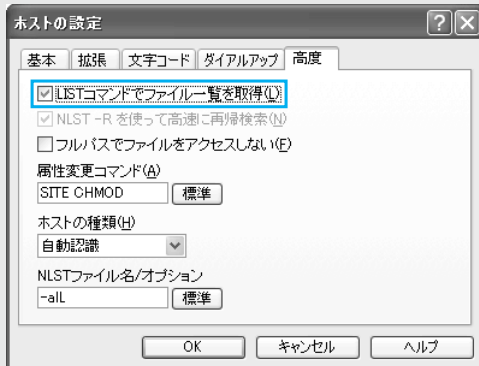 ホストの設定
基本 拡張 文字コード ダイアルアップ 高度
LISTコマンドでファイル一覧を取得(L)
NLST -R を使って高速に再帰検索(N)
フルパスでファイルをアクセスしない(F)
属性変更コマンド(A)
SITE CHMOD 標準
ホストの種類(H)
自動認識
NLSTファイル名/オプション
-alL 標準
OK キャンセル ヘルプ